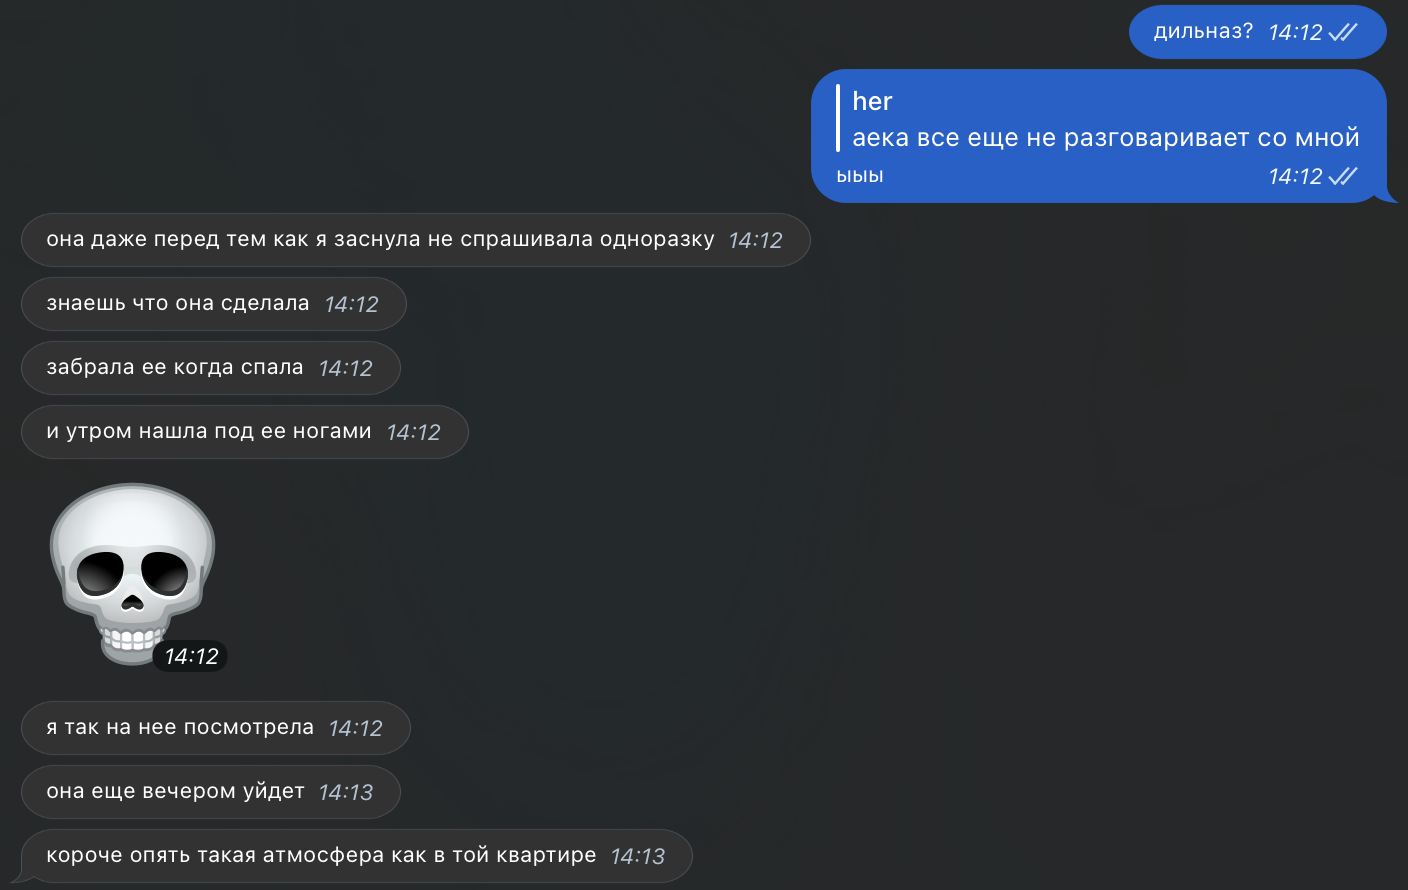 дильназ? 14:12
her
аека все еще не разговаривает со мной
ыыы 14:12
она даже перед тем как я заснула не спрашивала одноразку 14:12
знаешь что она сделала 14:12
забрала ее когда спала 14:12
и утром нашла под ее ногами 14:12
14:12
я так на нее посмотрела 14:12
она еще вечером уйдет 14:13
короче опять такая атмосфера как в той квартире 14:13